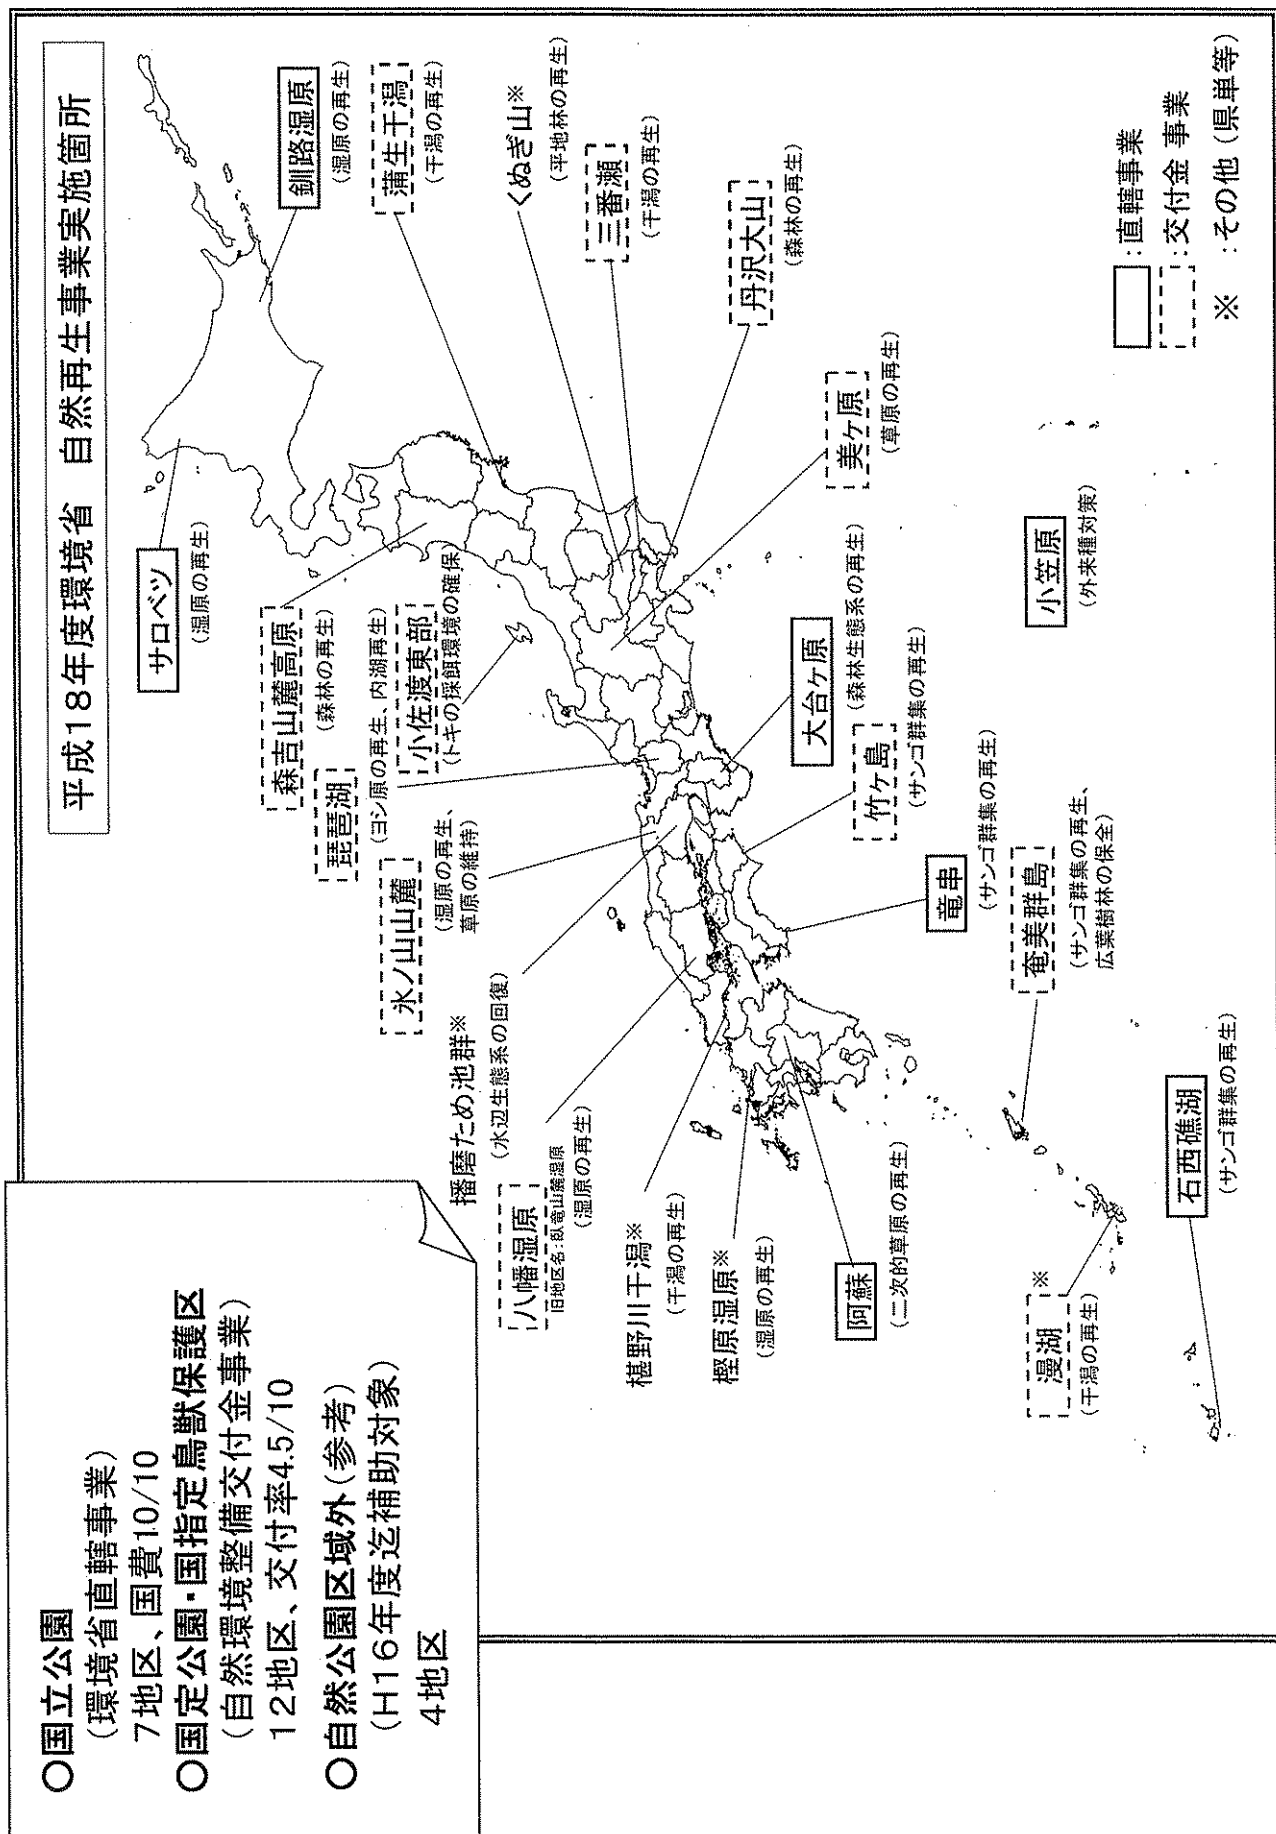 平成18年度環境省 自然再生事業実施箇所
○国立公園
(環境省直轄事業)
7地区、国費10/10
○国定公園・国指定鳥獣保護区
(自然環境整備交付金事業)
12地区、交付率4.5/10
○自然公園区域外(参考)
(H16年度迄補助対象)
4地区
サロベツ
(湿原の再生)
釧路湿原
(湿原の再生)
蒲生干潟
(干潟の再生)
くぬぎ山※
(平地林の再生)
三番瀬
(干潟の再生)
丹沢大山
(森林の再生)
美ヶ原
(草原の再生)
森吉山麓高原
(森林の再生)
琵琶湖
(ヨシ原の再生、内湖再生)
小佐渡東部
(トキの採餌環境の確保)
氷ノ山山麓
(湿原の再生、
草原の維持)
播磨ため池群※
(水辺生態系の回復)
八幡湿原
旧地区名:臥竜山麓湿原
(湿原の再生)
椹野川干潟※
(干潟の再生)
樫原湿原※
(湿原の再生)
阿蘇
(二次的草原の再生)
大台ヶ原
(森林生態系の再生)
竹ヶ島
(サンゴ群集の再生)
竜串
(サンゴ群集の再生)
小笠原
(外来種対策)
奄美群島
(サンゴ群集の再生、
広葉樹林の保全)
漫湖※
(干潟の再生)
石西礁湖
(サンゴ群集の再生)
:直轄事業
:交付金 事業
※ :その他(県単等)